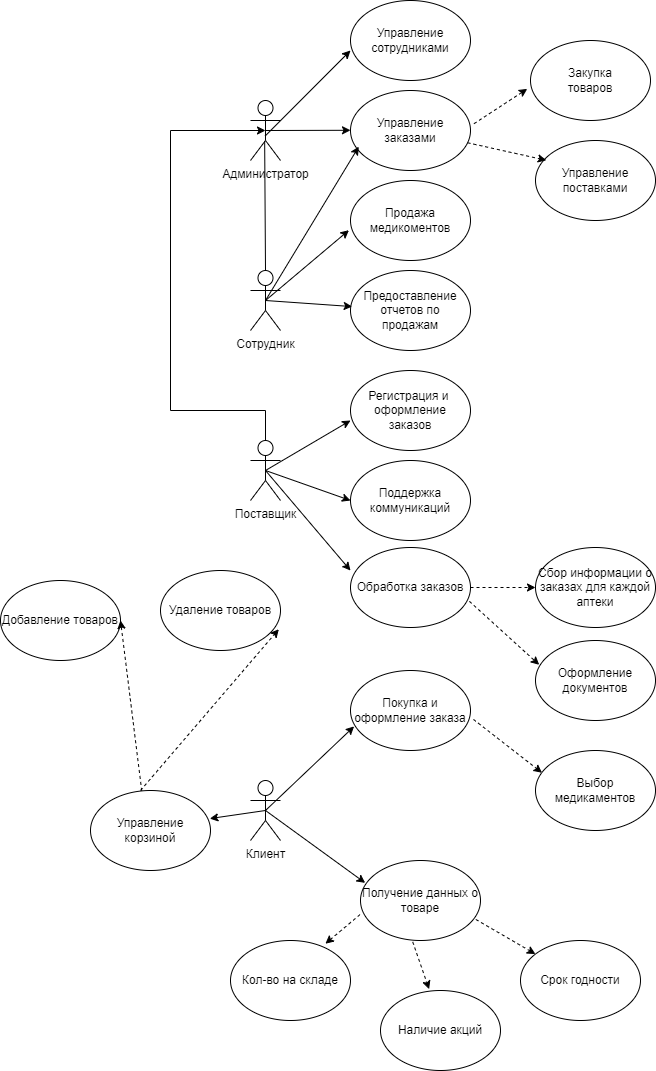 Управление
сотрудниками
Закупка
товаров
Управление
заказами
Администратор
Управление
поставками
Продажа
медикоментов
Предоставление
отчетов по
продажам
Сотрудник
Регистрация и
оформление
заказов
Поддержка
коммуникаций
Поставщик
Обработка заказов
Сбор информации о
заказах для каждой
аптеки
Добавление товаров
Удаление товаров
Оформление
документов
Покупка и
оформление заказа
Выбор
медикаментов
Управление
корзиной
Клиент
Получение данных о
товаре
Кол-во на складе
Срок годности
Наличие акций